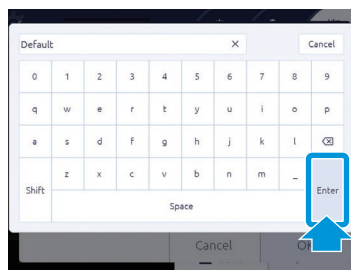 Default × Cancel
0 1 2 3 4 5 6 7 8 9
q w e r t y u i o p
a s d f g h j k l
Shift z x c v b n m _ Enter
Space
Cancel